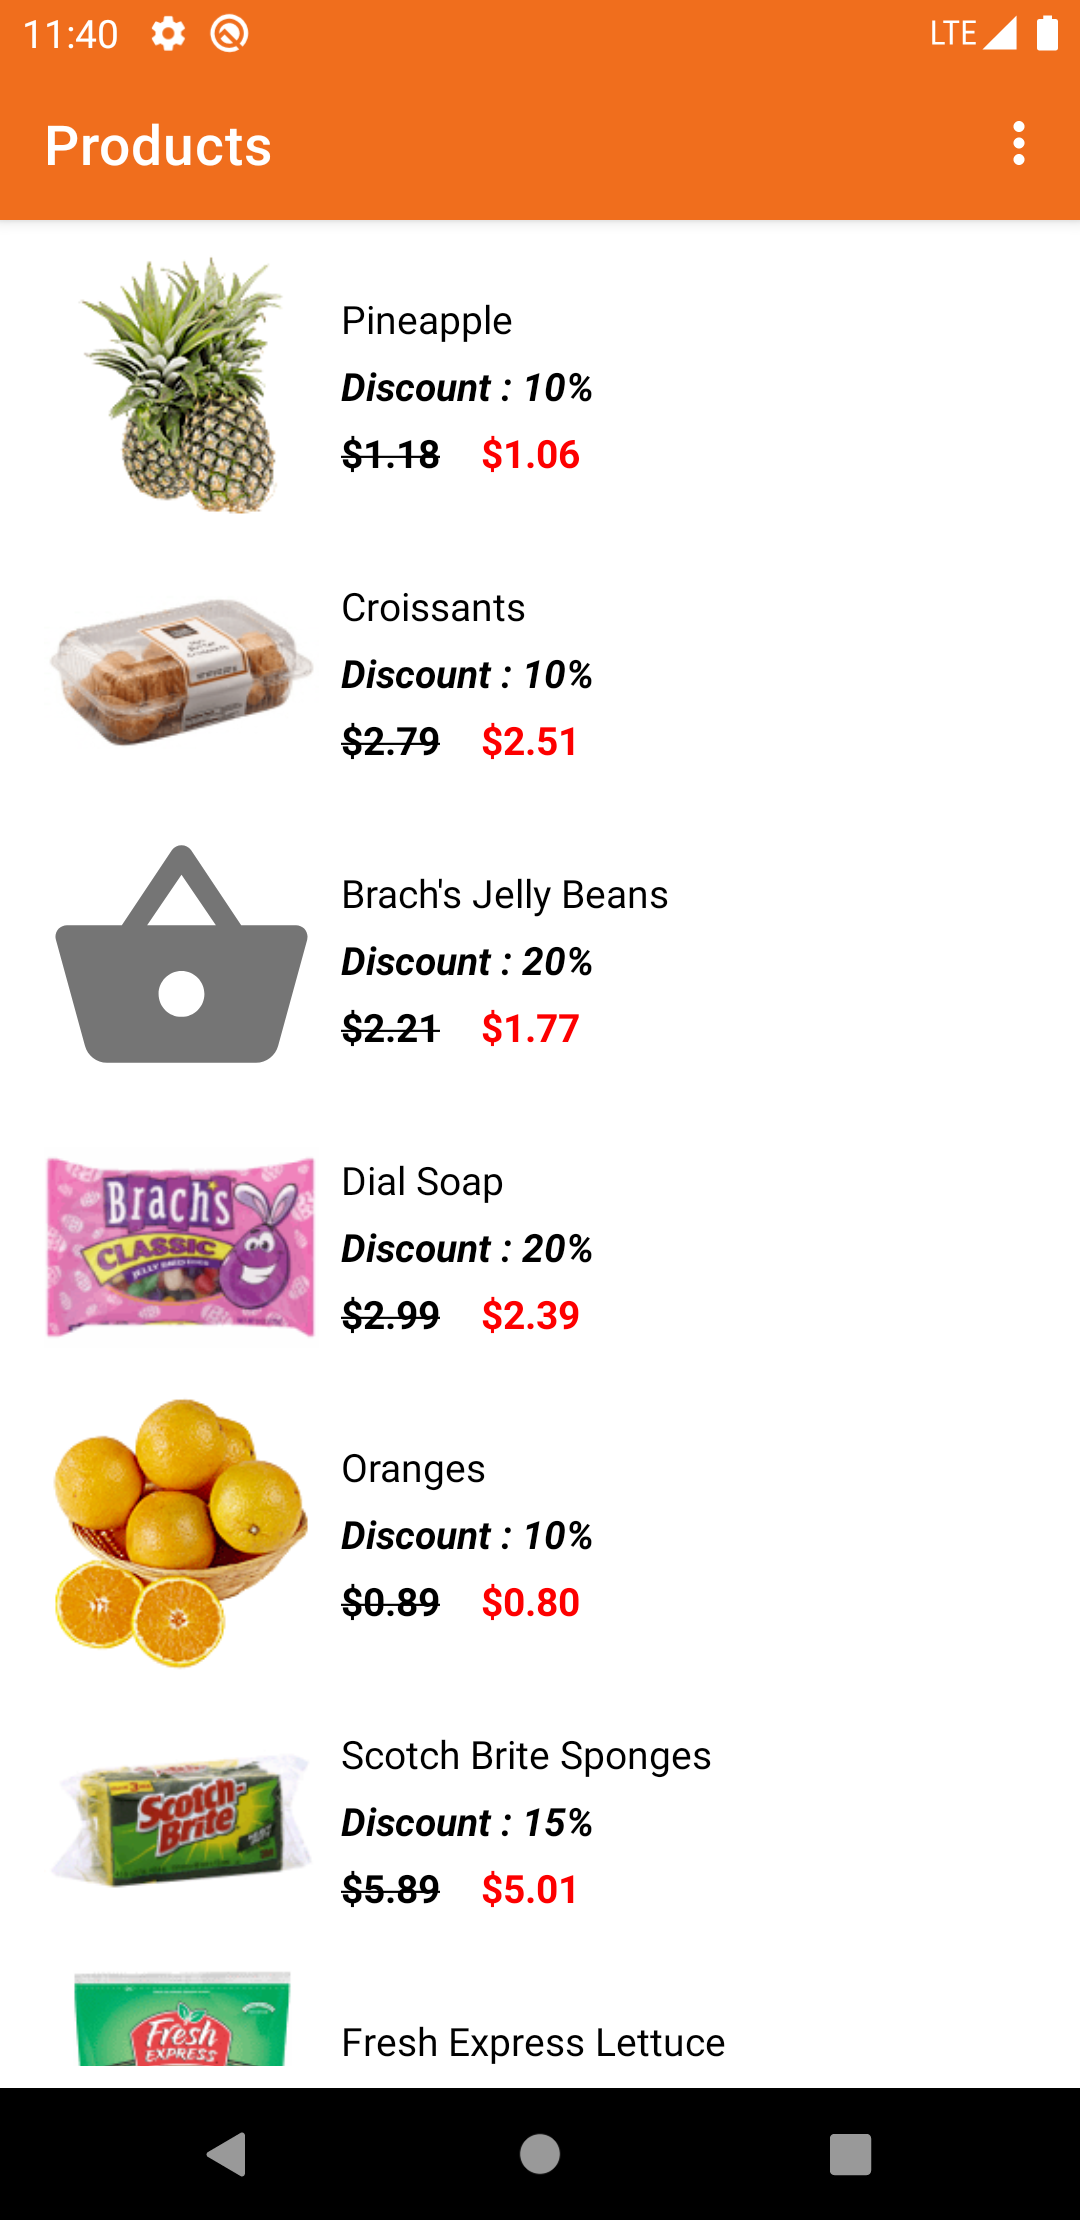 11:40
LTE
Products
Pineapple
Discount : 10%
$1.18 $1.06
Croissants
Discount : 10%
$2.79 $2.51
Brach's Jelly Beans
Discount : 20%
$2.21 $1.77
Brach's
CLASSIC
Dial Soap
Discount : 20%
$2.99 $2.39
Oranges
Discount : 10%
$0.89 $0.80
Scotch-
Brite
Scotch Brite Sponges
Discount : 15%
$5.89 $5.01
Fresh
EXPRESS
Fresh Express Lettuce